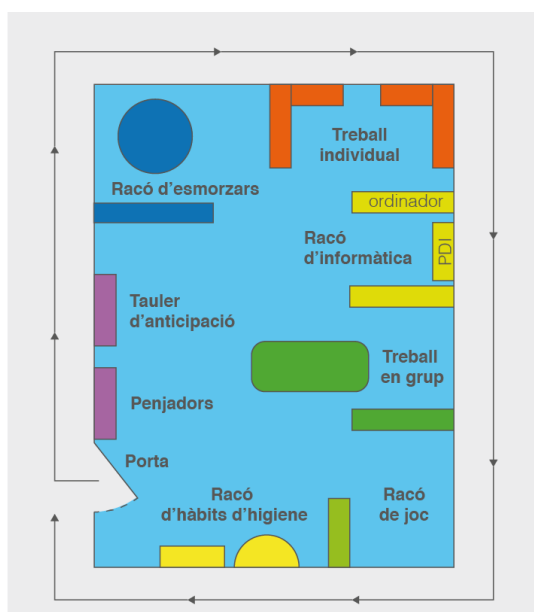 Treball
individual
Racó d'esmorzars
ordinador
Racó
d'informàtica
PDI
Tauler
d'anticipació
Treball
en grup
Penjadors
Porta
Racó
d'hàbits d'higiene
Racó
de joc